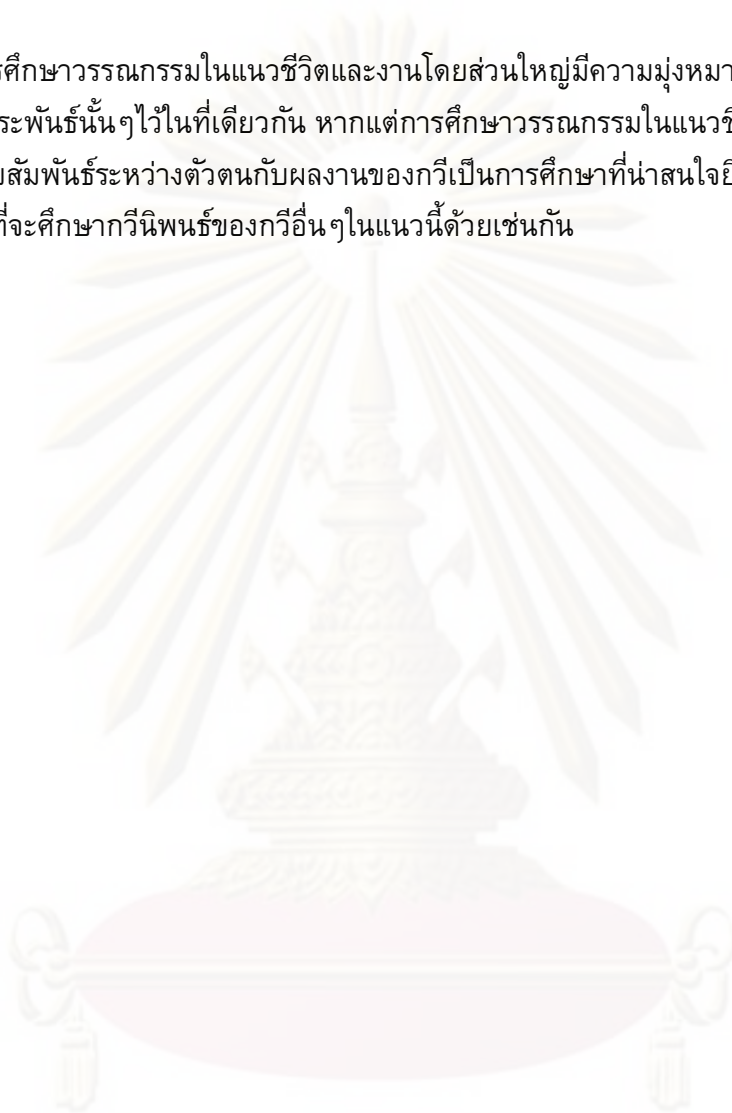 ศึกษาวรรณกรรมในแนวชีวิตและงานโดยส่วนใหญ่มีความมุ่งหมา
ระพันธ์นั้นๆไว้ในที่เดียวกัน หากแต่การศึกษาวรรณกรรมในแนวชี
สัมพันธ์ระหว่างตัวตนกับผลงานของกวีเป็นการศึกษาที่น่าสนใจยิ
ที่จะศึกษากวีนิพนธ์ของกวีอื่นๆในแนวนี้ด้วยเช่นกัน